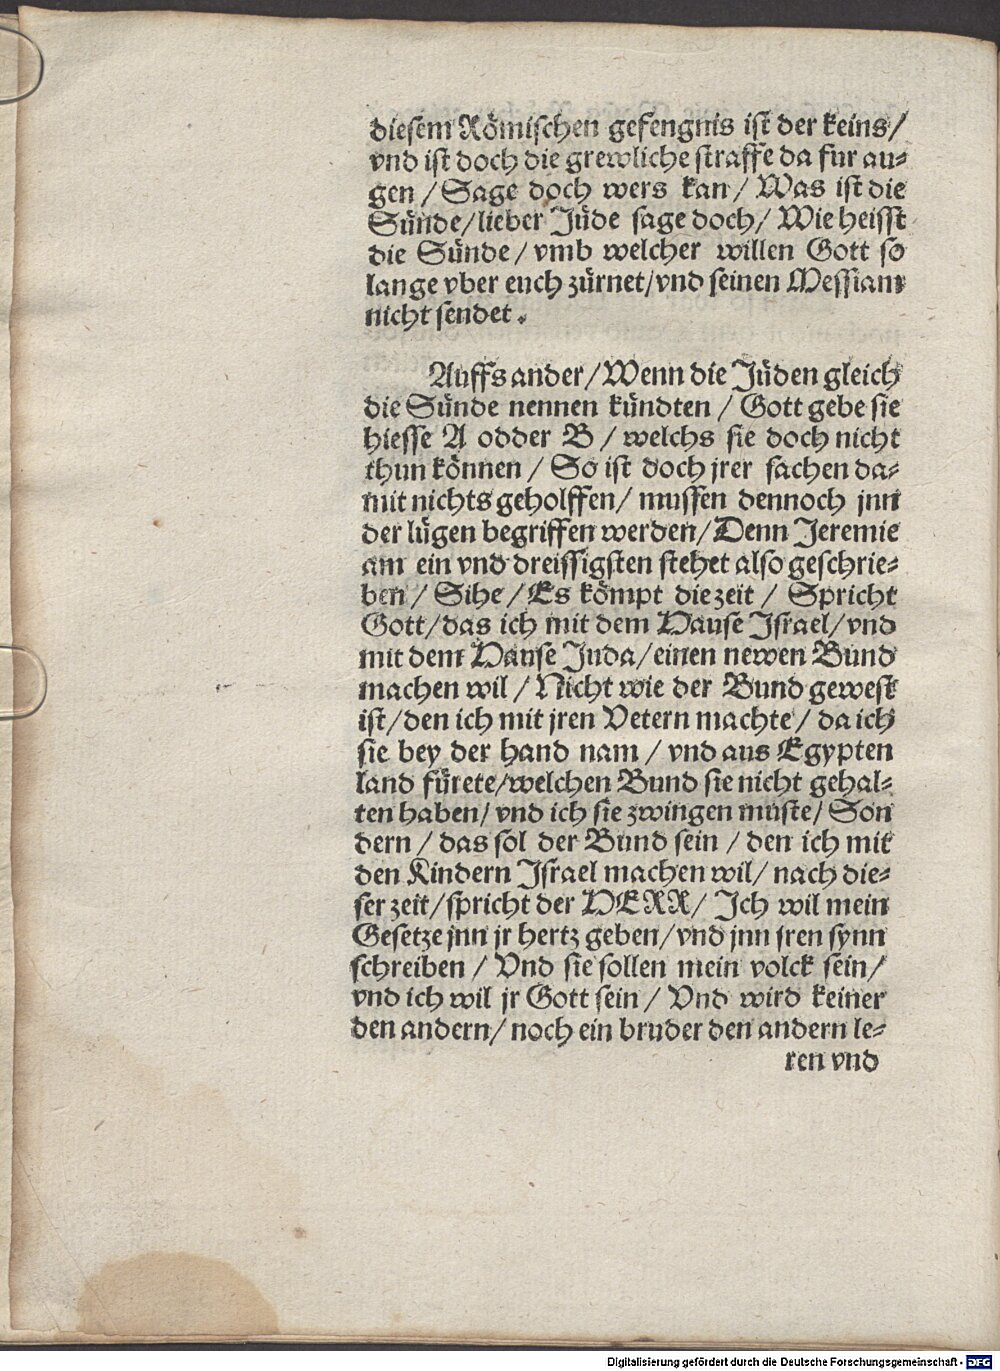 diesem Römischen gefengnis ist der keins/
vnd ist doch die grewliche straffe da fur au⸗
gen / Sage doch wers kan / Was ist die
Sünde / lieber Jüde sage doch / Wie heisst
die Sünde / vmb welcher willen Gott so
lange vber euch zürnet / vnd seinen Messiam
nicht sendet.
Auffs ander / Wenn die Jüden gleich
die Sünde nennen kündten / Gott gebe sie
hiesse A odder B / welchs sie doch nicht
thun können / So ist doch jrer sachen da⸗
mit nichts geholffen / mussen dennoch jnn
der lügen begriffen werden / Denn Jeremie
am ein vnd dreissigsten stehet also geschrie⸗
ben / Sihe / Es kömpt die zeit / Spricht
Gott / das ich mit dem Hause Israel / vnd
mit dem Hause Juda / einen newen Bund
machen wil / Nicht wie der Bund gewest
ist / den ich mit jren Vetern machte / da ich
sie bey der hand nam / vnd aus Egypten
land fürete / welchen Bund sie nicht gehal⸗
ten haben / vnd ich sie zwingen muste / Son
dern / das sol der Bund sein / den ich mit
den Kindern Israel machen wil / nach die⸗
ser zeit / spricht der HERR / Ich wil mein
Gesetze jnn jr hertz geben / vnd jnn jren synn
schreiben / Vnd sie sollen mein volck sein /
vnd ich wil jr Gott sein / Vnd wird keiner
den andern / noch ein bruder den andern le⸗
ren vnd
Digitalisierung gefördert durch die Deutsche Forschungsgemeinschaft - DFG